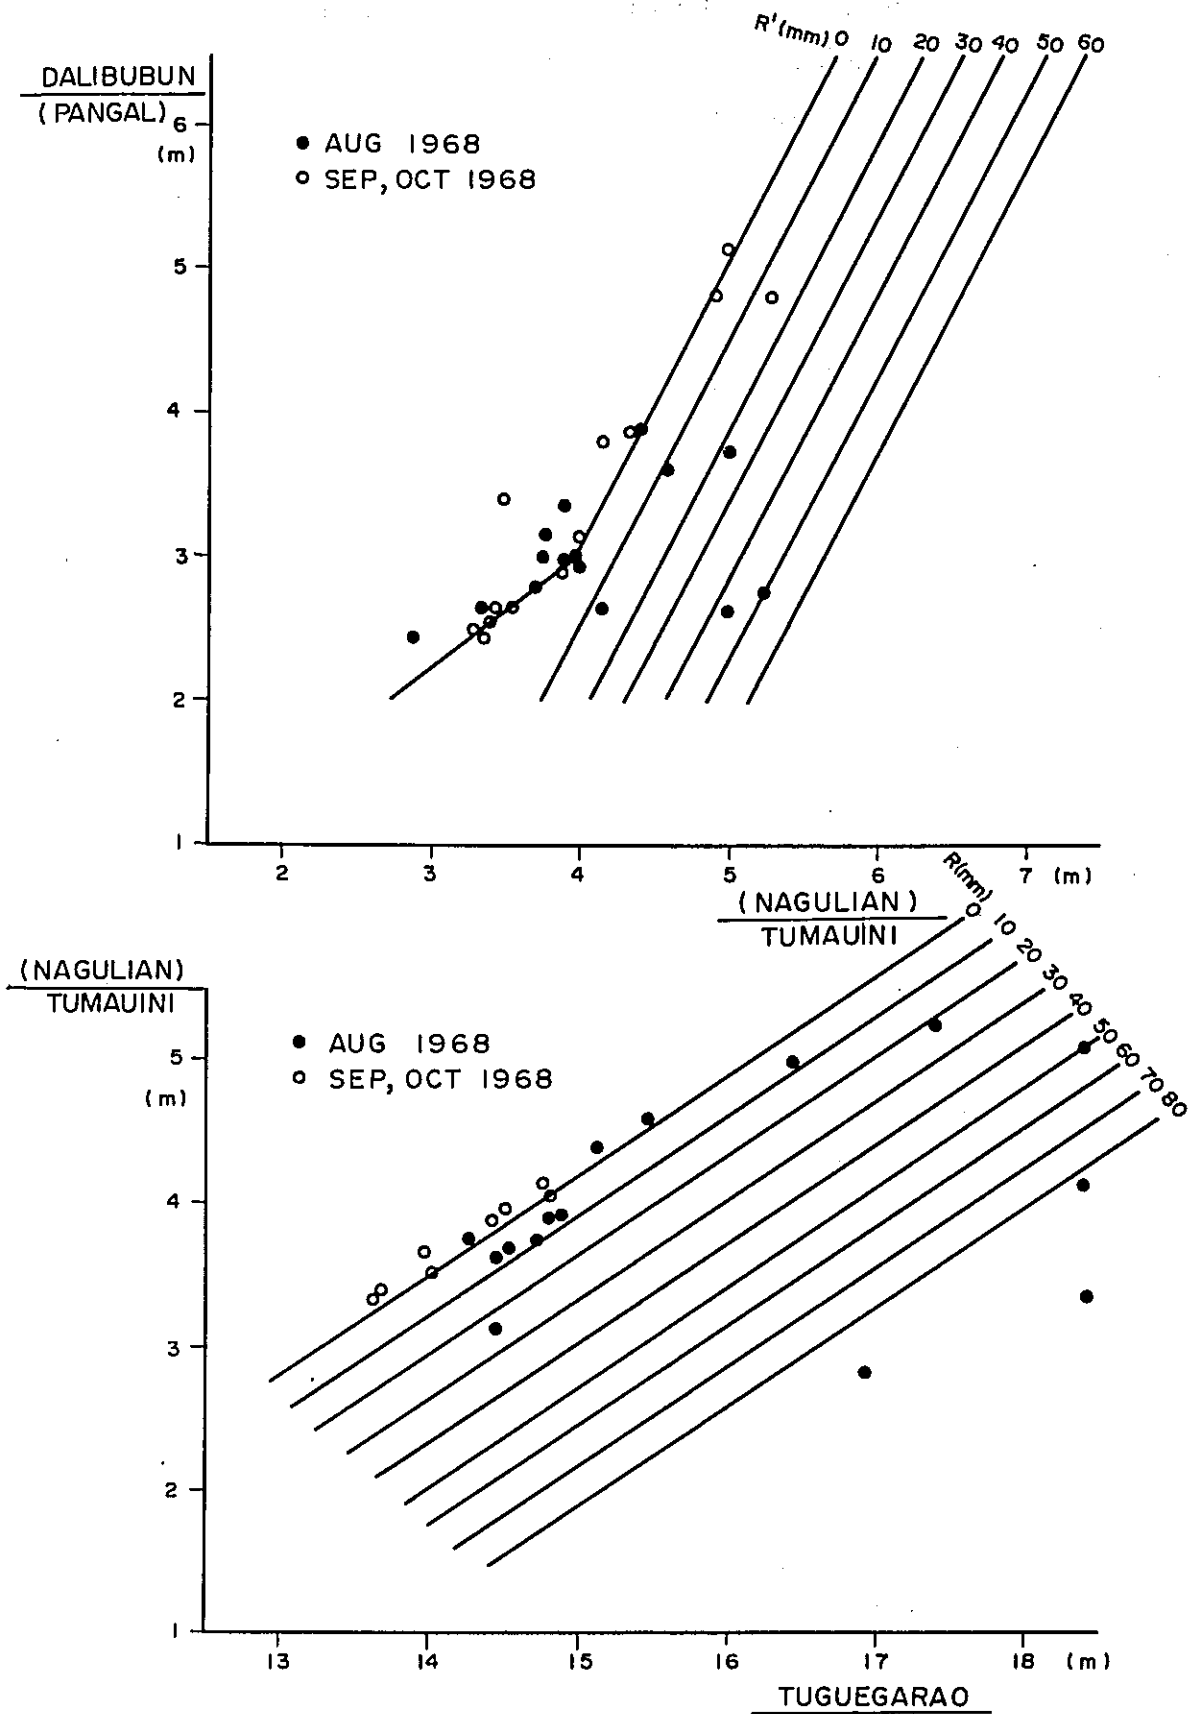 R'(mm) 0 10 20 30 40 50 60
DALIBUBUN
(PANGAL)
6
(m)
● AUG 1968
○ SEP, OCT 1968
5
4
3
2
1
2 3 4 5 6 7 (m)
(NAGULIAN)
TUMAUINI
R(mm)
0 10 20 30 40 50 60 70 80
(NAGULIAN)
TUMAUINI
● AUG 1968
○ SEP, OCT 1968
5
(m)
4
3
2
1
13 14 15 16 17 18 (m)
TUGUEGARAO